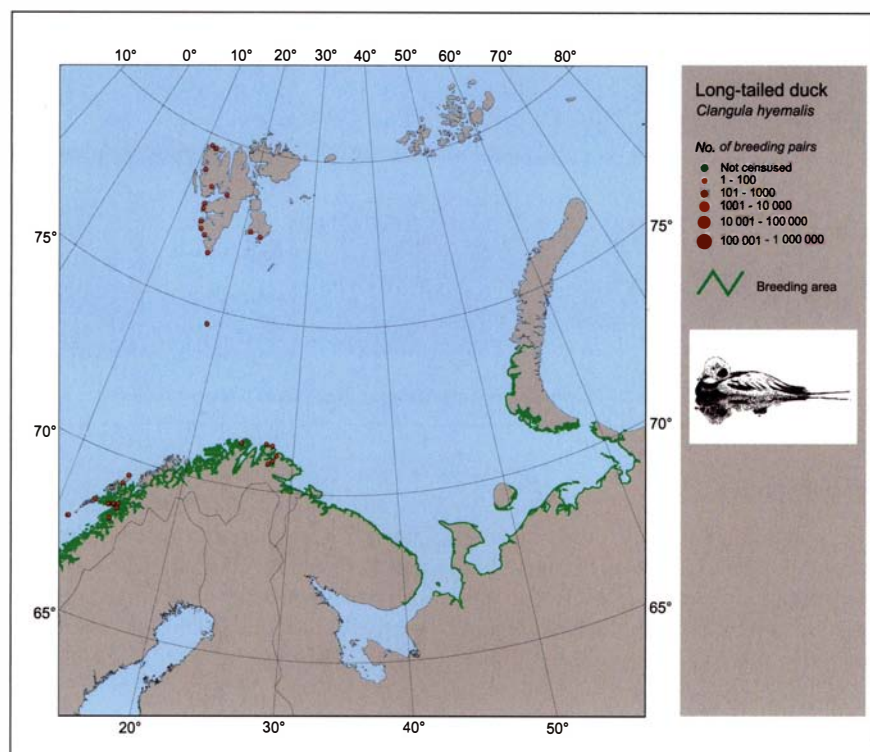 10° 0° 10° 20° 30° 40° 50° 60° 70° 80°
75° 75°
70° 70°
65° 65°
20° 30° 40° 50°
Long-tailed duck
Clangula hyemalis
No. of breeding pairs
Not censused
1 - 100
101 - 1000
1001 - 10 000
10 001 - 100 000
100 001 - 1 000 000
Breeding area